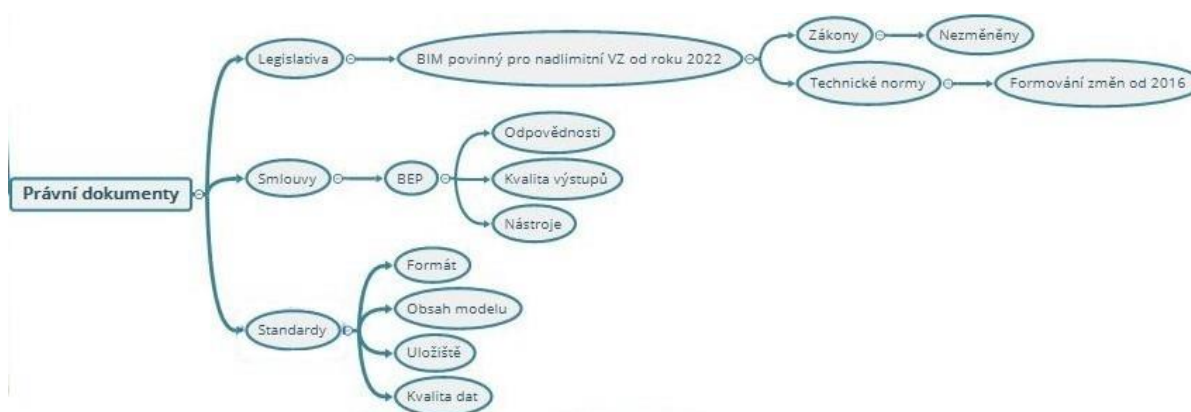 Právní dokumenty
Legislativa
BIM povinný pro nadlimitní VZ od roku 2022
Zákony
Nezměněny
Technické normy
Formování změn od 2016
Smlouvy
BEP
Odpovědnosti
Kvalita výstupů
Nástroje
Standardy
Formát
Obsah modelu
Uložiště
Kvalita dat